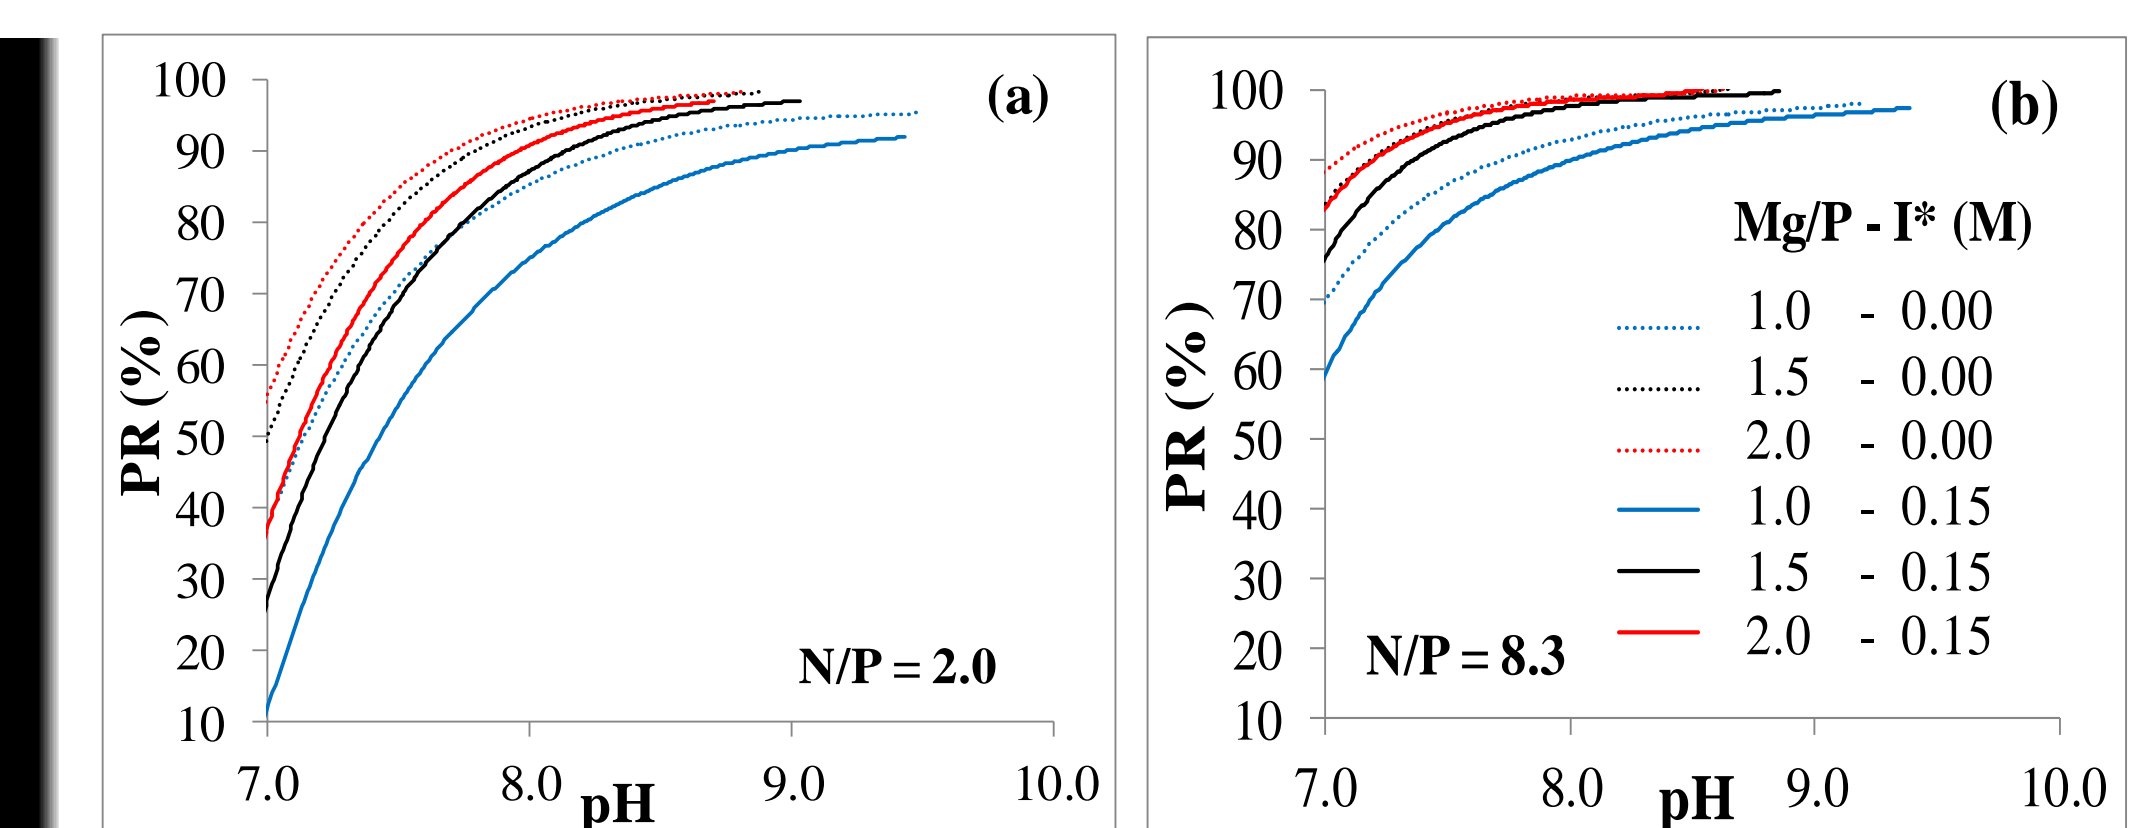 100
90
80
70
60
50
40
30
20
10
PR (%)
(a)
N/P = 2.0
7.0 8.0 9.0 10.0
pH
100
90
80
70
60
50
40
30
20
10
PR (%)
(b)
Mg/P - I* (M)
1.0 - 0.00
1.5 - 0.00
2.0 - 0.00
1.0 - 0.15
1.5 - 0.15
2.0 - 0.15
N/P = 8.3
7.0 8.0 9.0 10.0
pH